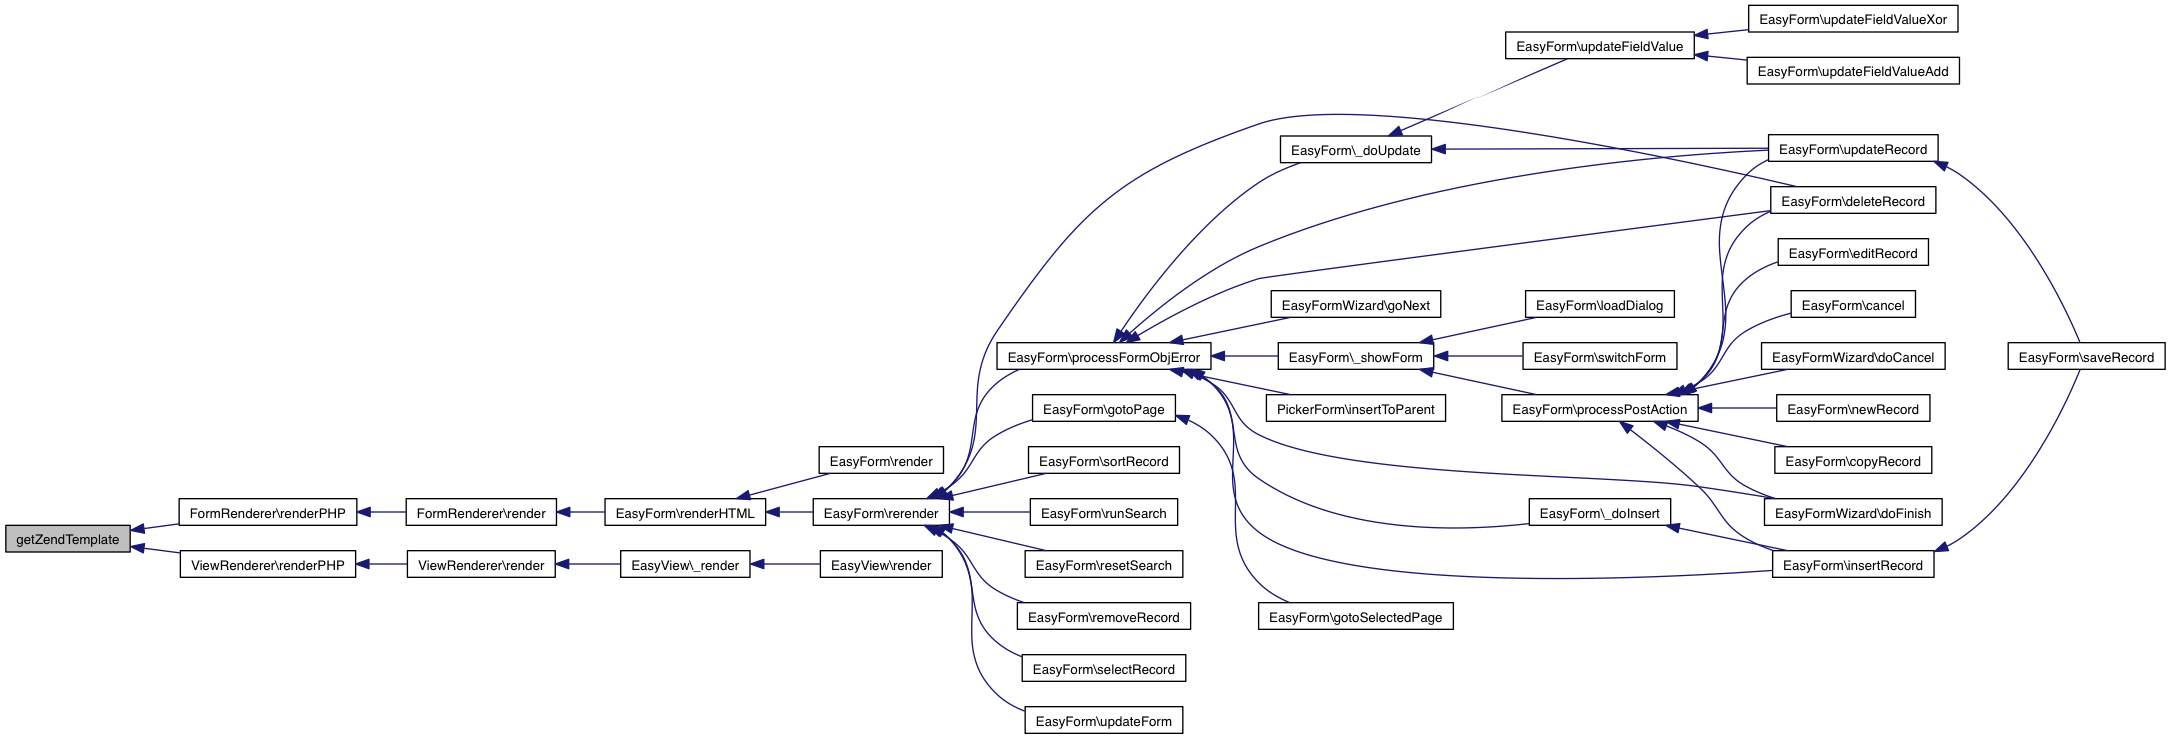 EasyForm\updateFieldValueXor
EasyForm\updateFieldValue
EasyForm\updateFieldValueAdd
EasyForm\_doUpdate
EasyForm\updateRecord
EasyForm\deleteRecord
EasyForm\editRecord
EasyFormWizard\goNext
EasyForm\loadDialog
EasyForm\cancel
EasyForm\processFormObjError
EasyForm\_showForm
EasyForm\switchForm
EasyFormWizard\doCancel
EasyForm\saveRecord
EasyForm\gotoPage
PickerForm\insertToParent
EasyForm\processPostAction
EasyForm\newRecord
EasyForm\render
EasyForm\sortRecord
EasyForm\copyRecord
FormRenderer\renderPHP
FormRenderer\render
EasyForm\renderHTML
EasyForm\rerender
EasyForm\runSearch
EasyForm\_doInsert
EasyFormWizard\doFinish
getZendTemplate
ViewRenderer\renderPHP
ViewRenderer\render
EasyView\_render
EasyView\render
EasyForm\resetSearch
EasyForm\insertRecord
EasyForm\removeRecord
EasyForm\gotoSelectedPage
EasyForm\selectRecord
EasyForm\updateForm